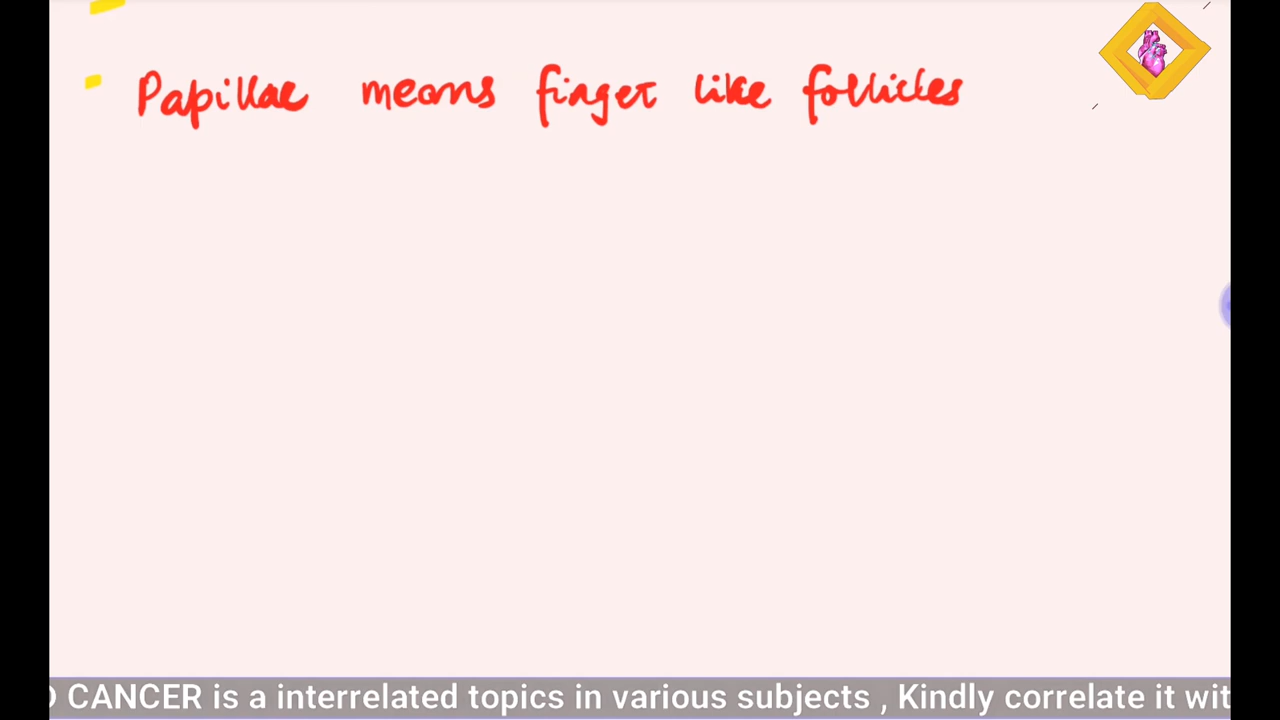 Papillae means finger like follicles
CANCER is a interrelated topics in various subjects , Kindly correlate it wit